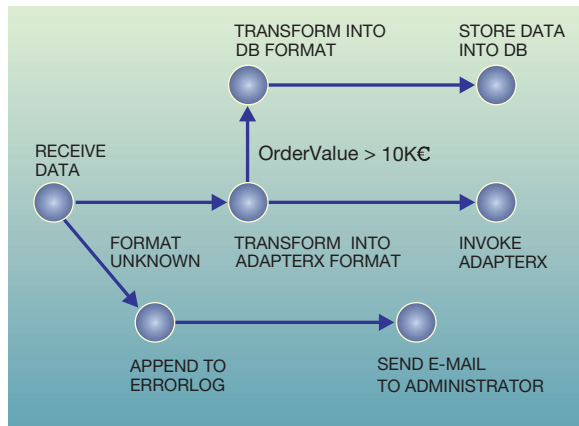 TRANSFORM INTO
DB FORMAT
STORE DATA
INTO DB
RECEIVE
DATA
OrderValue > 10K€
FORMAT
UNKNOWN
TRANSFORM INTO
ADAPTERX FORMAT
INVOKE
ADAPTERX
APPEND TO
ERRORLOG
SEND E-MAIL
TO ADMINISTRATOR